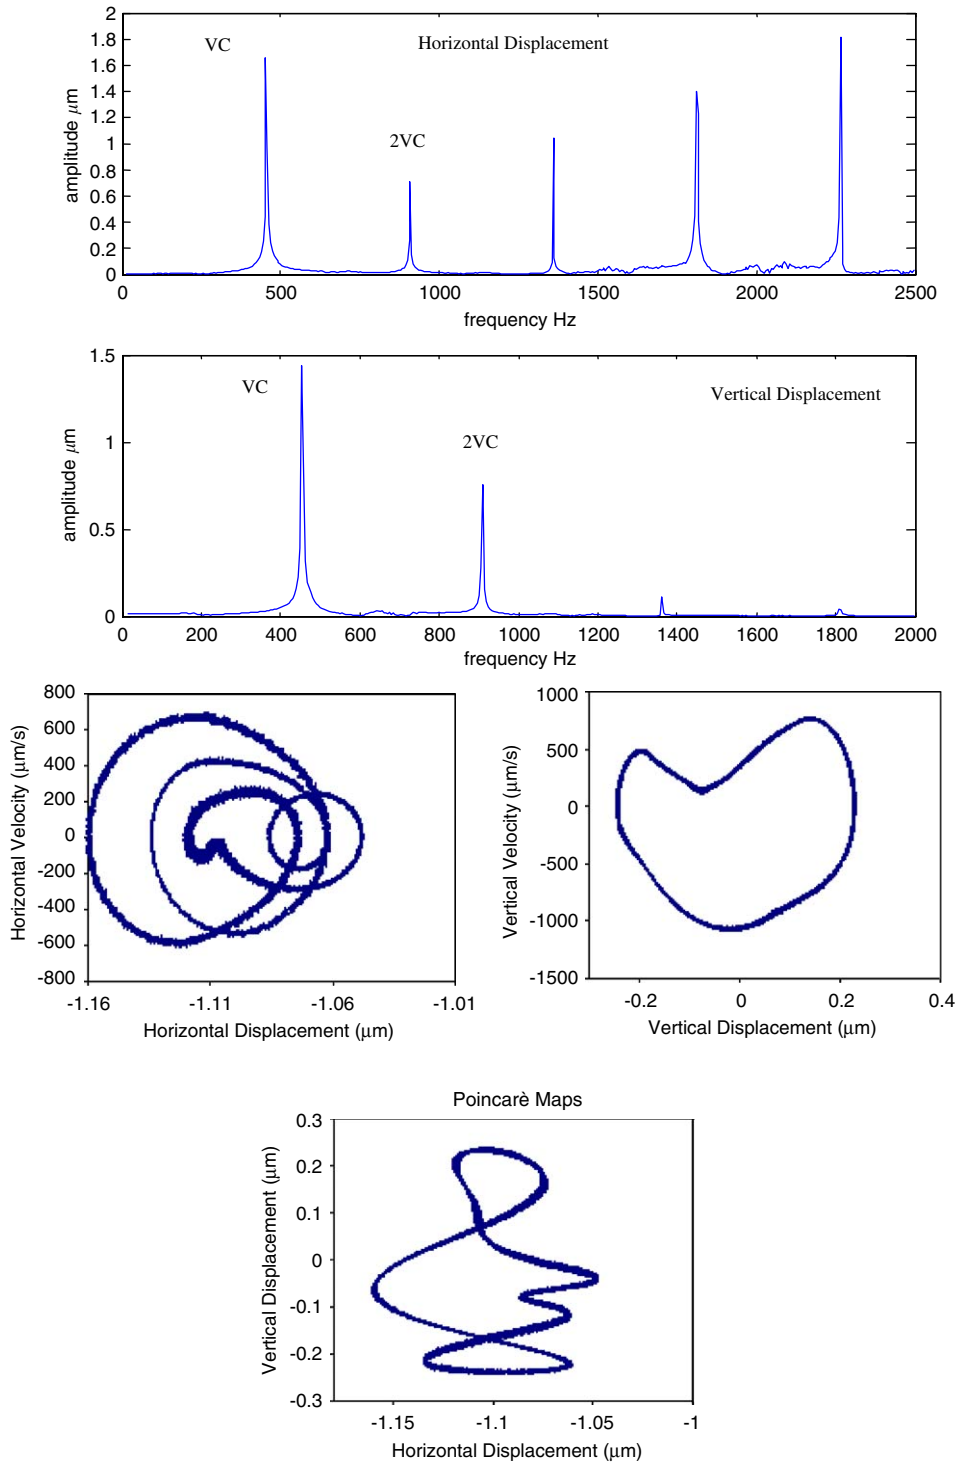 2
1.8
1.6
1.4
1.2
1
0.8
0.6
0.4
0.2
0
amplitude μm
VC
Horizontal Displacement
2VC
0 500 1000 1500 2000 2500
frequency Hz
1.5
1
0.5
0
amplitude μm
VC
Vertical Displacement
2VC
0 200 400 600 800 1000 1200 1400 1600 1800 2000
frequency Hz
800
600
400
200
0
-200
-400
-600
-800
Horizontal Velocity (μm/s)
-1.16 -1.11 -1.06 -1.01
Horizontal Displacement (μm)
1000
500
0
-500
-1000
-1500
Vertical Velocity (μm/s)
-0.2 0 0.2 0.4
Vertical Displacement (μm)
Poincarè Maps
0.3
0.2
0.1
0
-0.1
-0.2
-0.3
Vertical Displacement (μm)
-1.15 -1.1 -1.05 -1
Horizontal Displacement (μm)